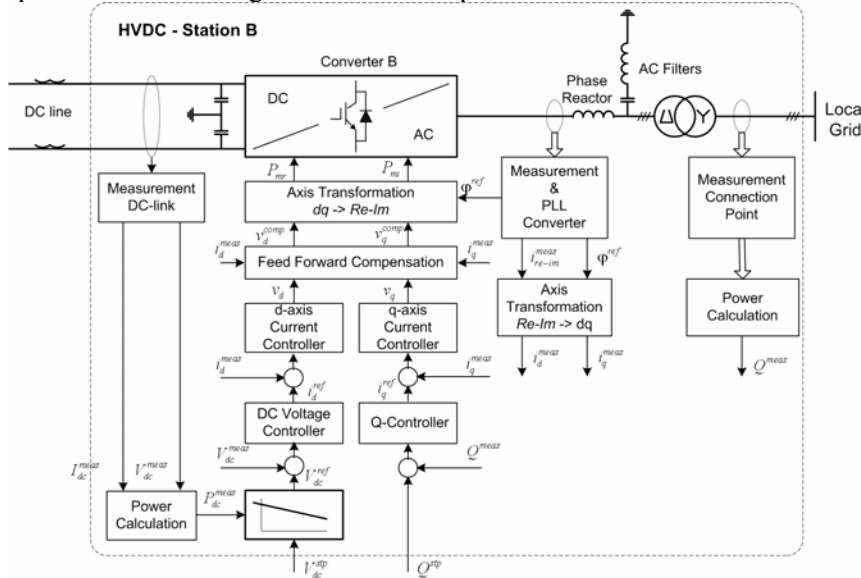 HVDC - Station B
Converter B
DC line
DC
AC
Phase
Reactor
AC Filters
Local
Grid
Δ
Y
P_mr
P_mi
Measurement
DC-link
Axis Transformation
dq -> Re-Im
φ^ref
Measurement
&
PLL
Converter
Measurement
Connection
Point
v_d^comp
v_q^comp
i_d^meas
Feed Forward Compensation
i_q^meas
i_re-im^meas
φ^ref
v_d
v_q
d-axis
Current
Controller
q-axis
Current
Controller
Axis
Transformation
Re-Im -> dq
Power
Calculation
i_d^meas
i_q^meas
i_d^meas
i_q^meas
Q^meas
i_d^ref
i_q^ref
DC Voltage
Controller
Q-Controller
V_dc^meas
Q^meas
I_dc^meas
V_dc^meas
V_dc^ref
Power
Calculation
P_dc^meas
V_dc^stp
Q^stp